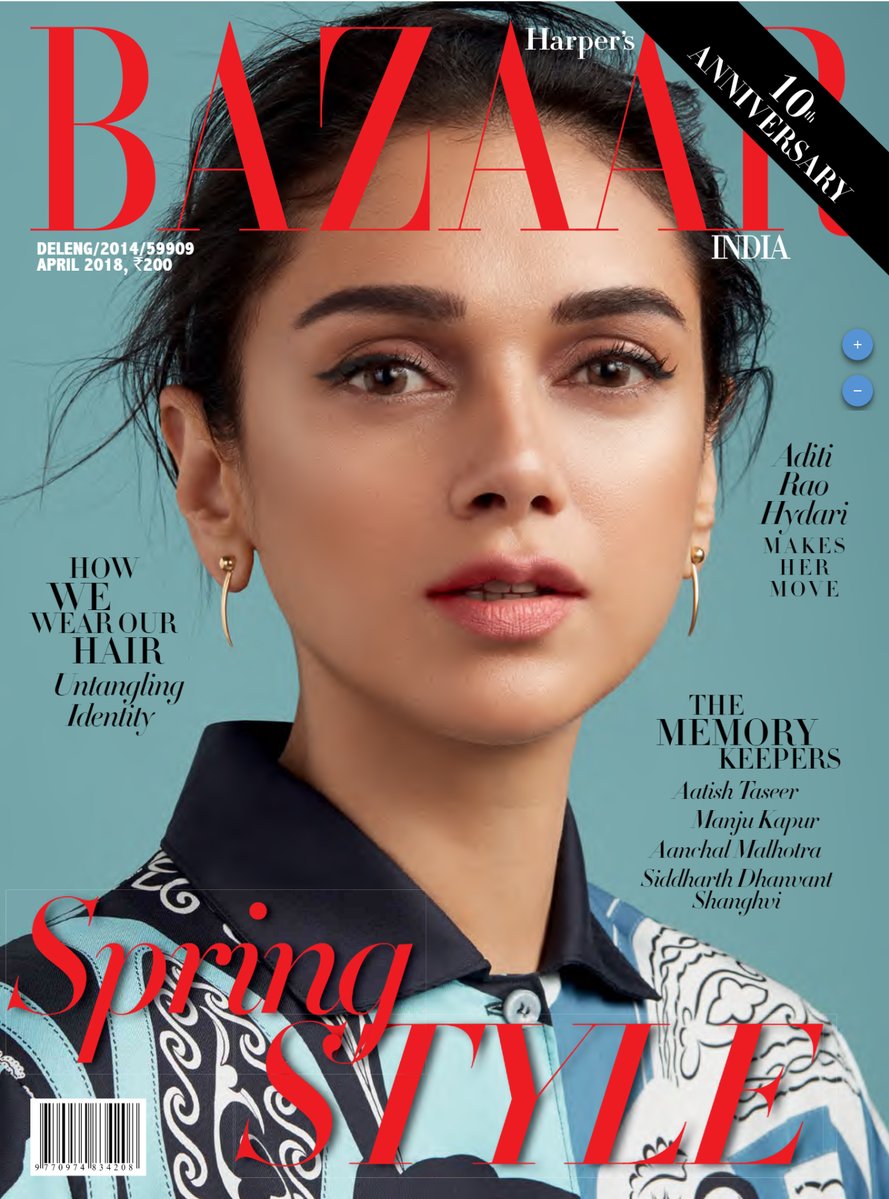 BAZAAR
Harper's
10th
ANNIVERSARY
INDIA
DELENG/2014/59909
APRIL 2018, ₹200
+
−
Aditi
Rao
Hydari
MAKES
HER
MOVE
HOW
WE
WEAR OUR
HAIR
Untangling
Identity
THE
MEMORY
KEEPERS
Aatish Taseer
Manju Kapur
Aanchal Malhotra
Siddharth Dhanvant
Shanghvi
Spring
STYLE
9 770974 834208